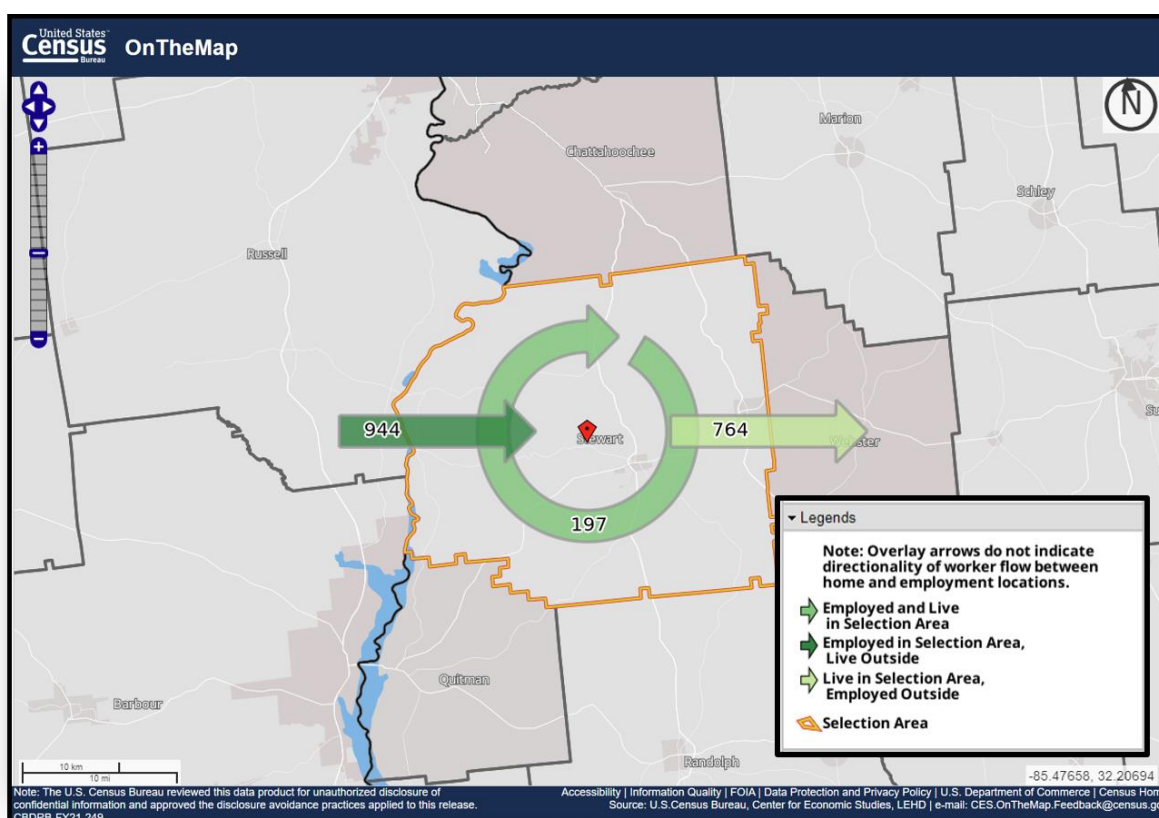 United States
Census
Bureau
OnTheMap
N
Marion
Chattahoochee
Schley
Russell
944
Stewart
764
Webster
197
Su
Legends
Note: Overlay arrows do not indicate
directionality of worker flow between
home and employment locations.
Employed and Live
in Selection Area
Employed in Selection Area,
Live Outside
Live in Selection Area,
Employed Outside
Selection Area
Quitman
Barbour
Randolph
10 km
10 mi
-85.47658, 32.20694
Note: The U.S. Census Bureau reviewed this data product for unauthorized disclosure of
confidential information and approved the disclosure avoidance practices applied to this release.
CBDRB-FY21-249
Accessibility | Information Quality | FOIA | Data Protection and Privacy Policy | U.S. Department of Commerce | Census Hom
Source: U.S.Census Bureau, Center for Economic Studies, LEHD | e-mail: CES.OnTheMap.Feedback@census.go